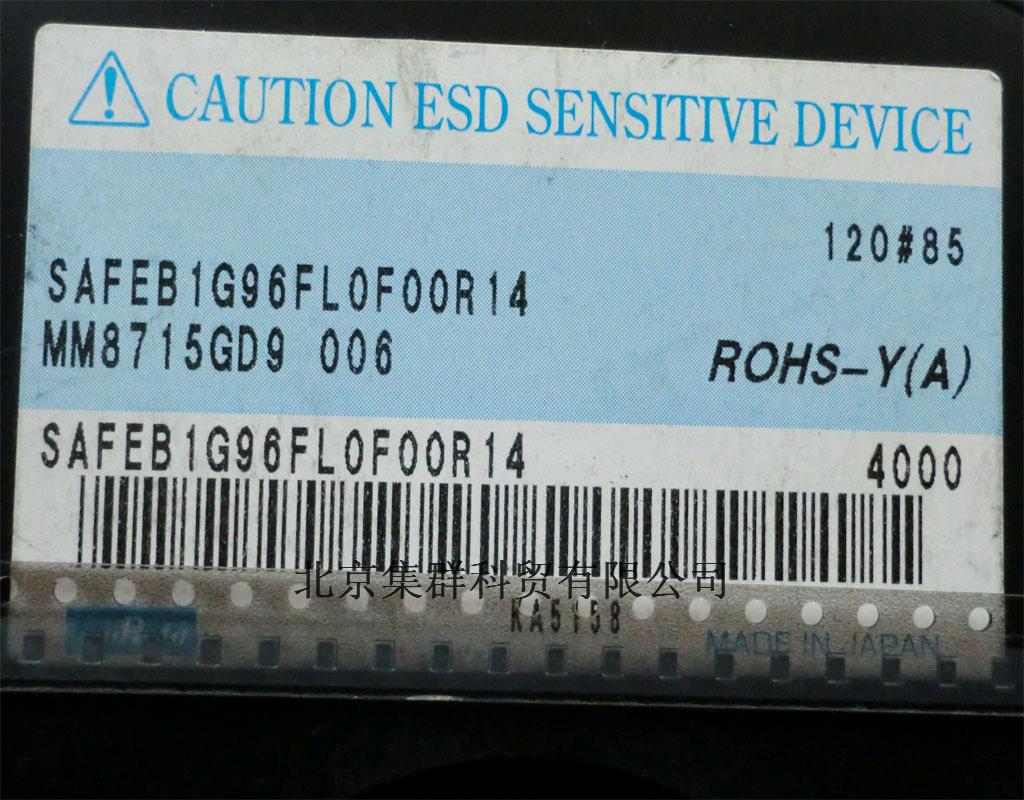 CAUTION ESD SENSITIVE DEVICE
120#85
SAFEB1G96FL0F00R14
MM8715GD9 006
ROHS-Y(A)
SAFEB1G96FL0F00R14 4000
北京集群科贸有限公司
KA5158
MADE IN JAPAN